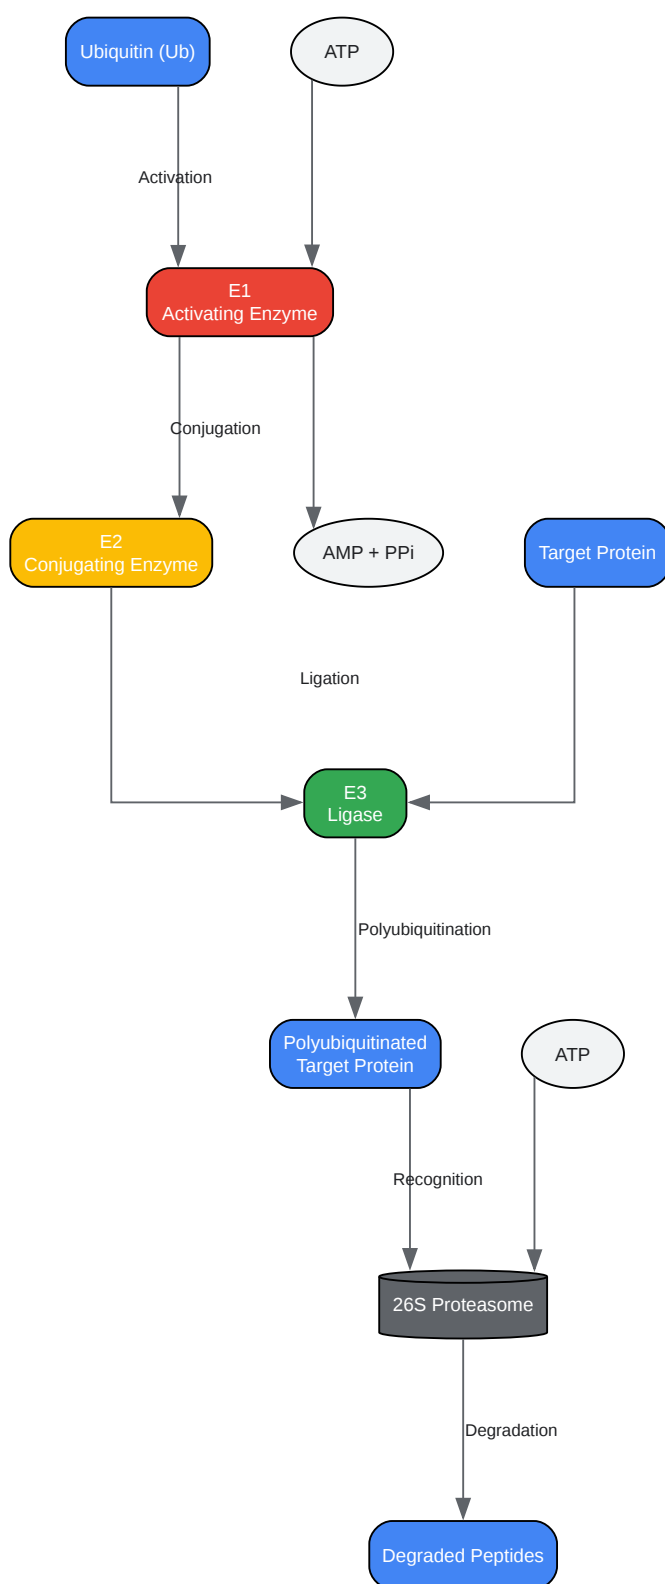 Ubiquitin (Ub)
ATP
Activation
E1
Activating Enzyme
Conjugation
E2
Conjugating Enzyme
AMP + PPi
Target Protein
Ligation
E3
Ligase
Polyubiquitination
Polyubiquitinated
Target Protein
ATP
Recognition
26S Proteasome
Degradation
Degraded Peptides